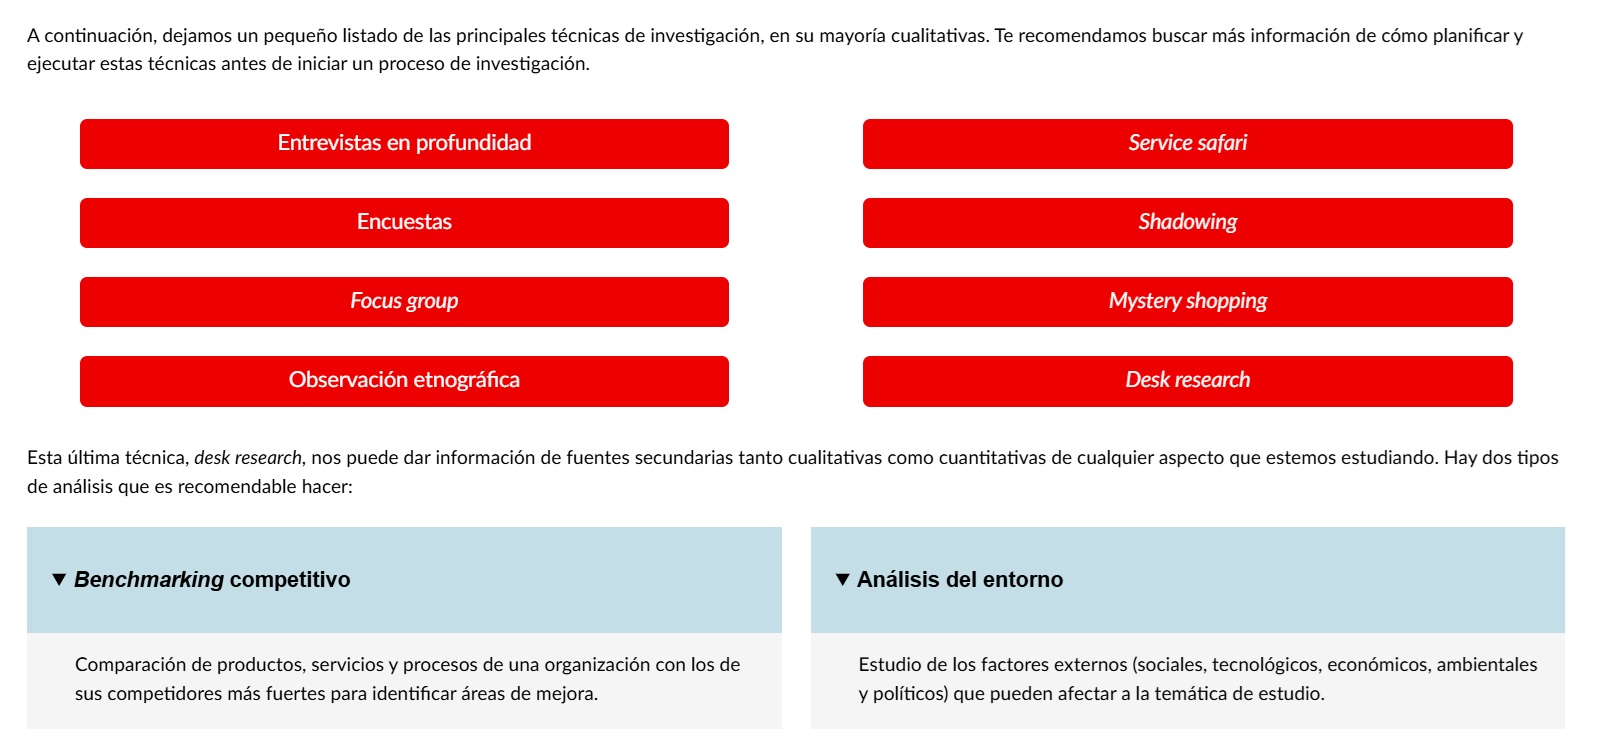 A continuación, dejamos un pequeño listado de las principales técnicas de investigación, en su mayoría cualitativas. Te recomendamos buscar más información de cómo planificar y
ejecutar estas técnicas antes de iniciar un proceso de investigación.
Entrevistas en profundidad
Service safari
Encuestas
Shadowing
Focus group
Mystery shopping
Observación etnográfica
Desk research
Esta última técnica, desk research, nos puede dar información de fuentes secundarias tanto cualitativas como cuantitativas de cualquier aspecto que estemos estudiando. Hay dos tipos
de análisis que es recomendable hacer:
▼ Benchmarking competitivo
Comparación de productos, servicios y procesos de una organización con los de
sus competidores más fuertes para identificar áreas de mejora.
▼ Análisis del entorno
Estudio de los factores externos (sociales, tecnológicos, económicos, ambientales
y políticos) que pueden afectar a la temática de estudio.